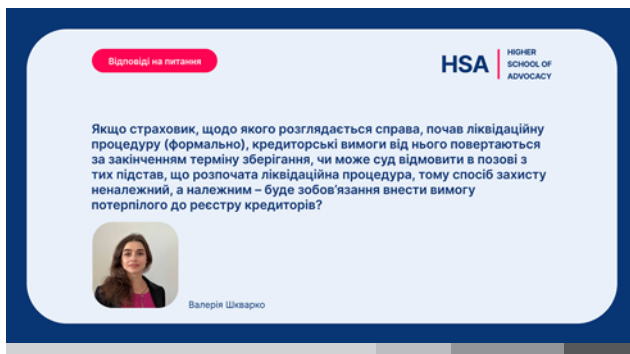 Відповіді на питання
HSA
HIGHER
SCHOOL OF
ADVOCACY
Якщо страховик, щодо якого розглядається справа, почав ліквідаційну
процедуру (формально), кредиторські вимоги від нього повертаються
за закінченням терміну зберігання, чи може суд відмовити в позові з
тих підстав, що розпочата ліквідаційна процедура, тому спосіб захисту
неналежний, а належним – буде зобов’язання внести вимогу
потерпілого до реєстру кредиторів?
Валерія Шкварко